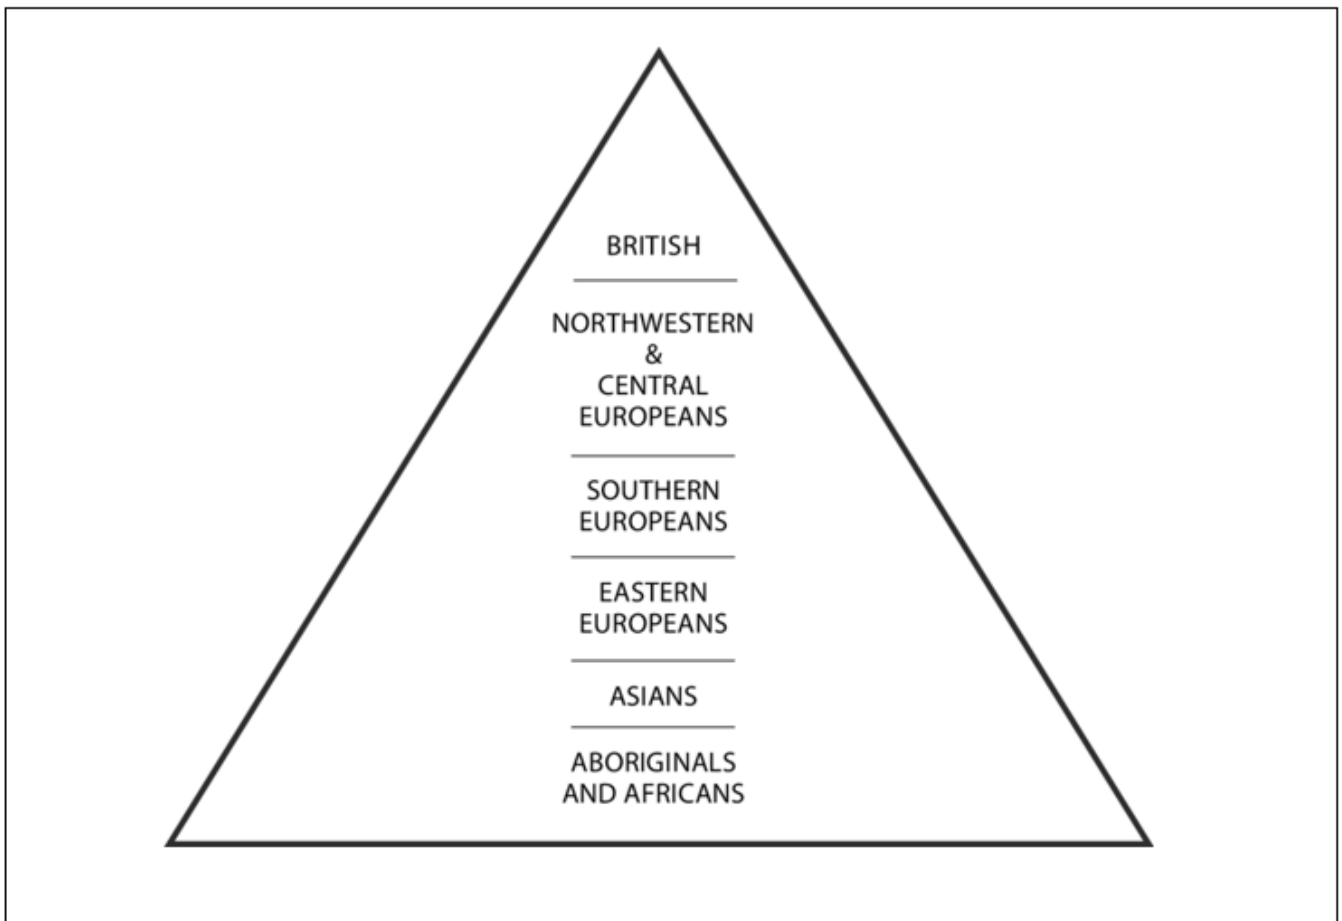 BRITISH
NORTHWESTERN
&
CENTRAL
EUROPEANS
SOUTHERN
EUROPEANS
EASTERN
EUROPEANS
ASIANS
ABORIGINALS
AND AFRICANS